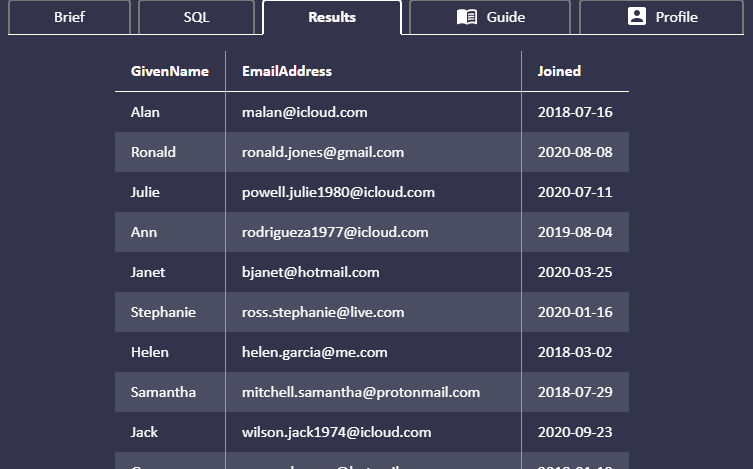 Brief SQL Results Guide Profile
GivenName EmailAddress Joined
Alan malan@icloud.com 2018-07-16
Ronald ronald.jones@gmail.com 2020-08-08
Julie powell.julie1980@icloud.com 2020-07-11
Ann rodrigueza1977@icloud.com 2019-08-04
Janet bjanet@hotmail.com 2020-03-25
Stephanie ross.stephanie@live.com 2020-01-16
Helen helen.garcia@me.com 2018-03-02
Samantha mitchell.samantha@protonmail.com 2018-07-29
Jack wilson.jack1974@icloud.com 2020-09-23